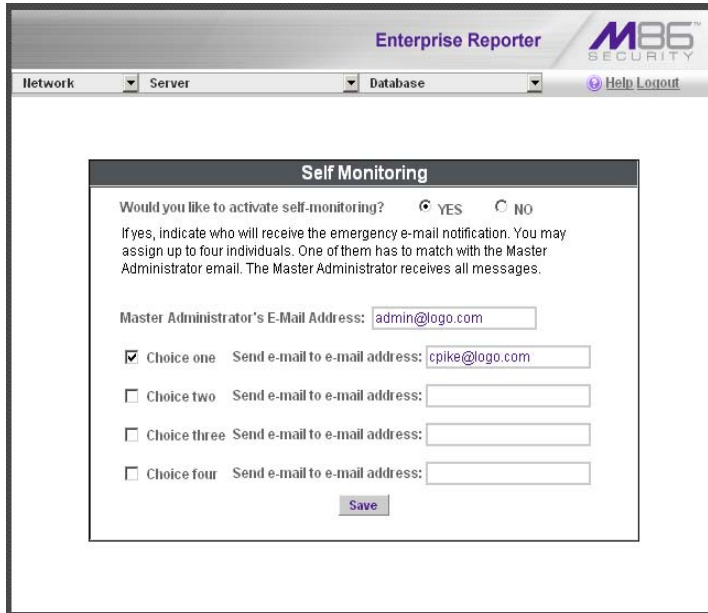 Enterprise Reporter
M86™
SECURITY
Network Server Database Help Logout
Self Monitoring
Would you like to activate self-monitoring? YES NO
If yes, indicate who will receive the emergency e-mail notification. You may
assign up to four individuals. One of them has to match with the Master
Administrator email. The Master Administrator receives all messages.
Master Administrator's E-Mail Address: admin@logo.com
Choice one Send e-mail to e-mail address: cpike@logo.com
Choice two Send e-mail to e-mail address:
Choice three Send e-mail to e-mail address:
Choice four Send e-mail to e-mail address:
Save